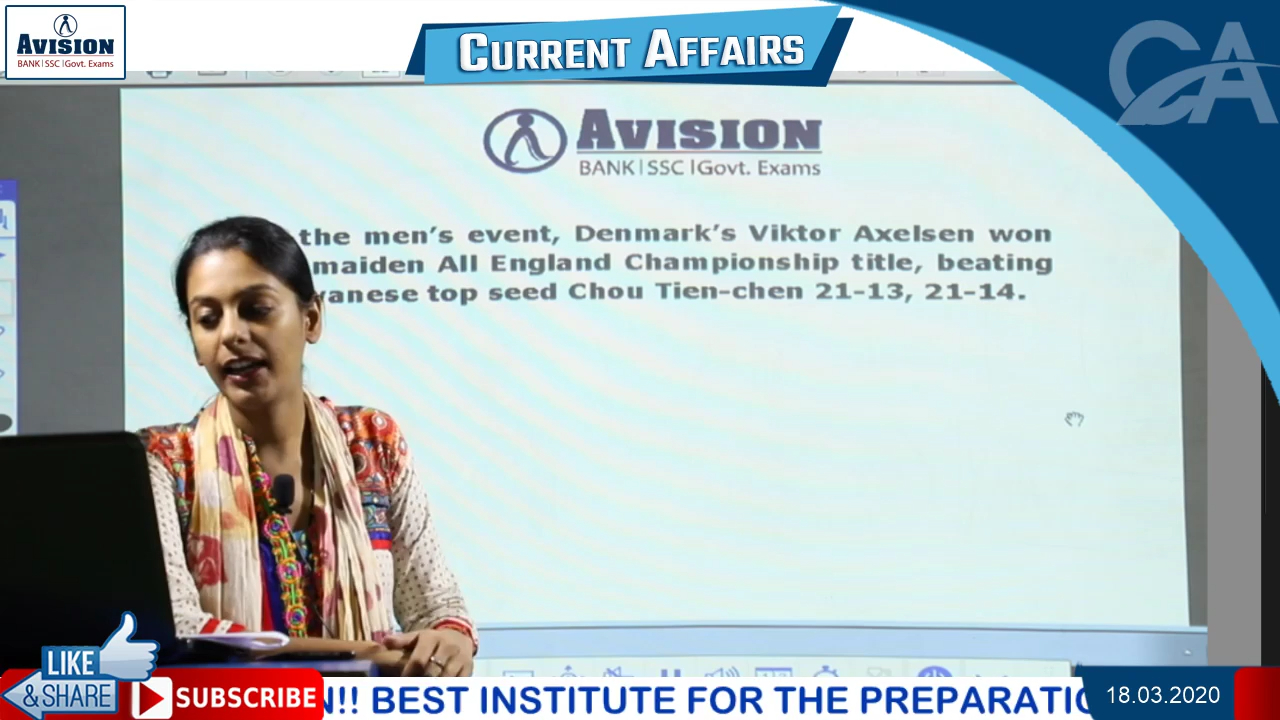 AVISION
BANK|SSC|Govt. Exams
CURRENT AFFAIRS
CA
AVISION
BANK|SSC|Govt. Exams
the men's event, Denmark's Viktor Axelsen won
maiden All England Championship title, beating
wanese top seed Chou Tien-chen 21-13, 21-14.
LIKE
& SHARE
SUBSCRIBE
N!! BEST INSTITUTE FOR THE PREPARATIO
18.03.2020